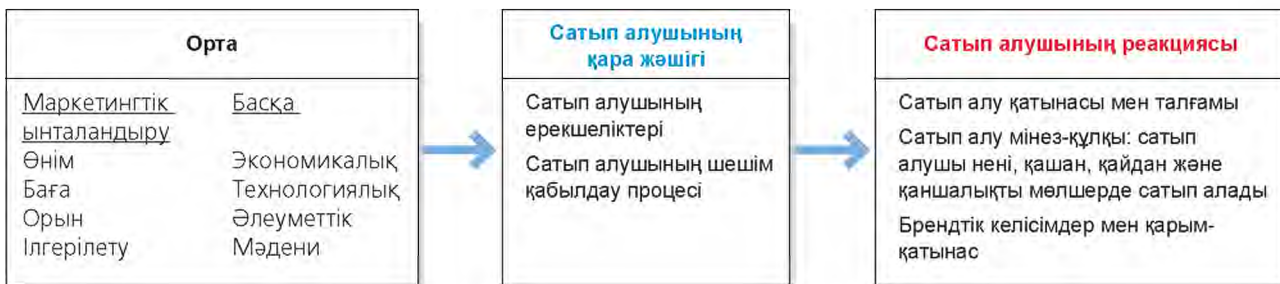 Орта
Маркетингтік Басқа
ынталандыру
Өнім Экономикалық
Баға Технологиялық
Орын Әлеуметтік
Ілгерілету Мәдени
Сатып алушының
қара жәшігі
Сатып алушының
ерекшеліктері
Сатып алушының шешім
қабылдау процесі
Сатып алушының реакциясы
Сатып алу қатынасы мен талғамы
Сатып алу мінез-құлқы: сатып
алушы нені, қашан, қайдан және
қаншалықты мөлшерде сатып алады
Брендтік келісімдер мен қарым-
қатынас